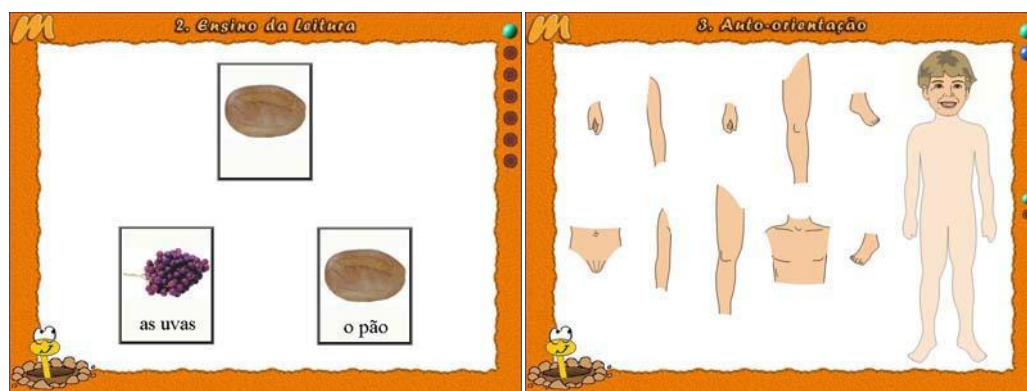 2. Ensino da Leitura
as uvas
o pão
3. Auto-orientação